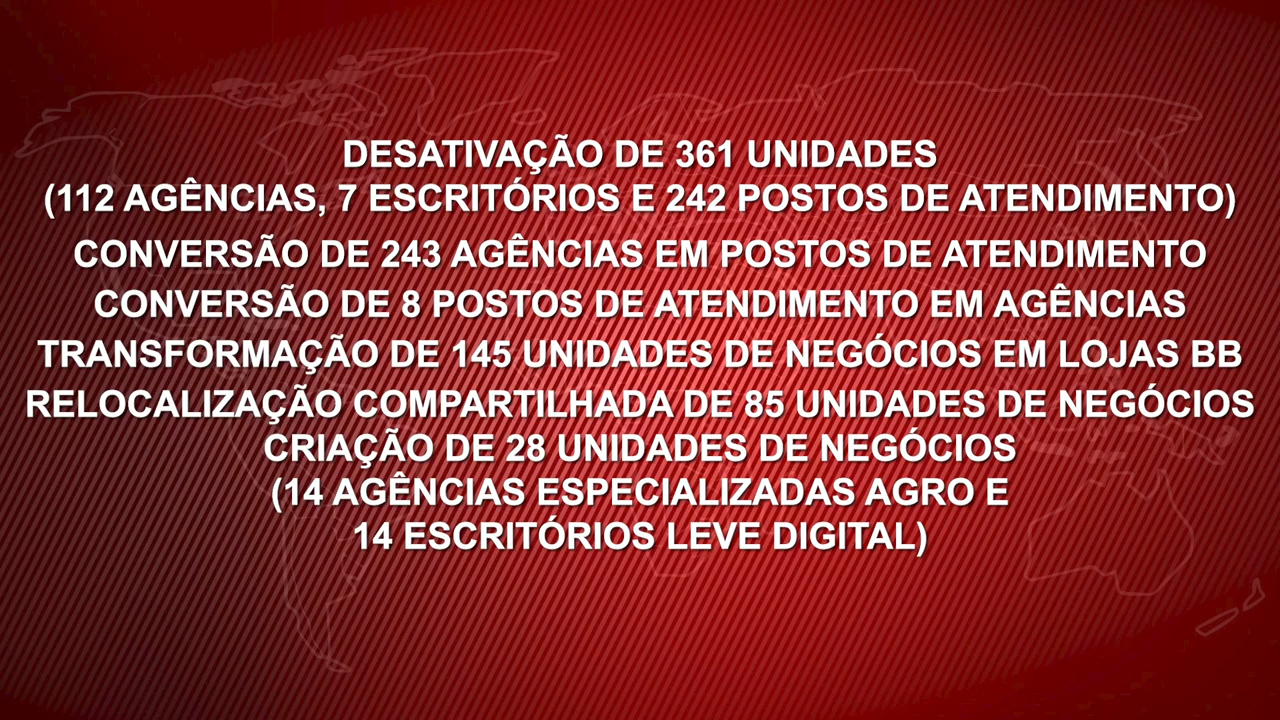 DESATIVAÇÃO DE 361 UNIDADES
(112 AGÊNCIAS, 7 ESCRITÓRIOS E 242 POSTOS DE ATENDIMENTO)
CONVERSÃO DE 243 AGÊNCIAS EM POSTOS DE ATENDIMENTO
CONVERSÃO DE 8 POSTOS DE ATENDIMENTO EM AGÊNCIAS
TRANSFORMAÇÃO DE 145 UNIDADES DE NEGÓCIOS EM LOJAS BB
RELOCALIZAÇÃO COMPARTILHADA DE 85 UNIDADES DE NEGÓCIOS
CRIAÇÃO DE 28 UNIDADES DE NEGÓCIOS
(14 AGÊNCIAS ESPECIALIZADAS AGRO E
14 ESCRITÓRIOS LEVE DIGITAL)